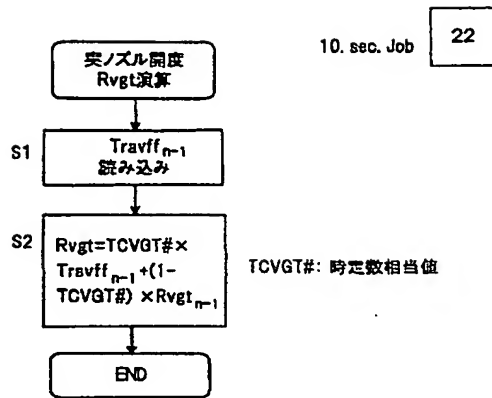 10. sec. Job
22
実ノズル開度
Rvgt演算
S1
Travff n-1
読み込み
S2
Rvgt=TCVGT#×
Travff n-1 +(1-
TCVGT#) ×Rvgt n-1
TCVGT#: 時定数相当値
END